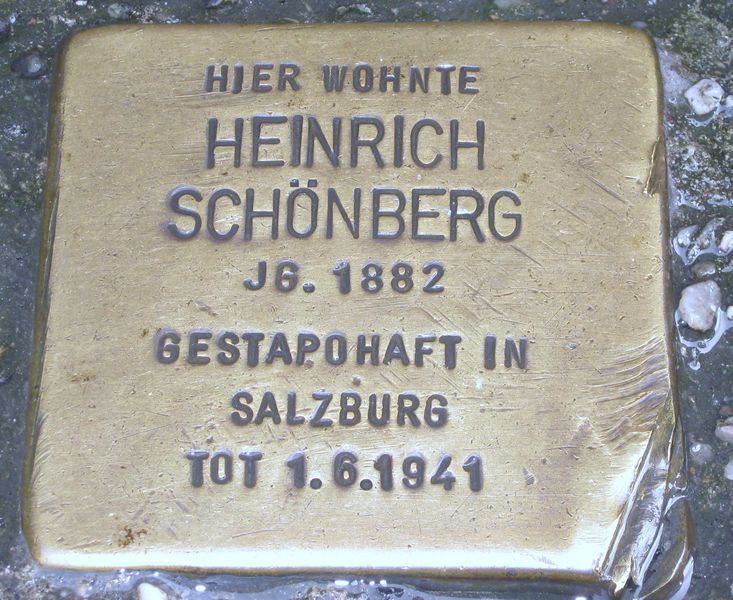 HIER WOHNTE
HEINRICH
SCHÖNBERG
JG. 1882
GESTAPOHAFT IN
SALZBURG
TOT 1.6.1941